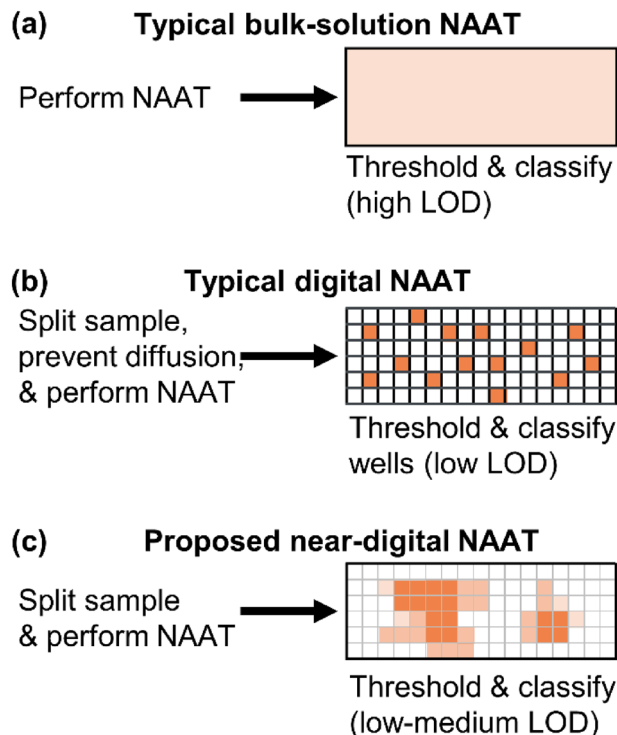 (a) Typical bulk-solution NAAT
Perform NAAT
Threshold & classify
(high LOD)
(b) Typical digital NAAT
Split sample,
prevent diffusion,
& perform NAAT
Threshold & classify
wells (low LOD)
(c) Proposed near-digital NAAT
Split sample
& perform NAAT
Threshold & classify
(low-medium LOD)